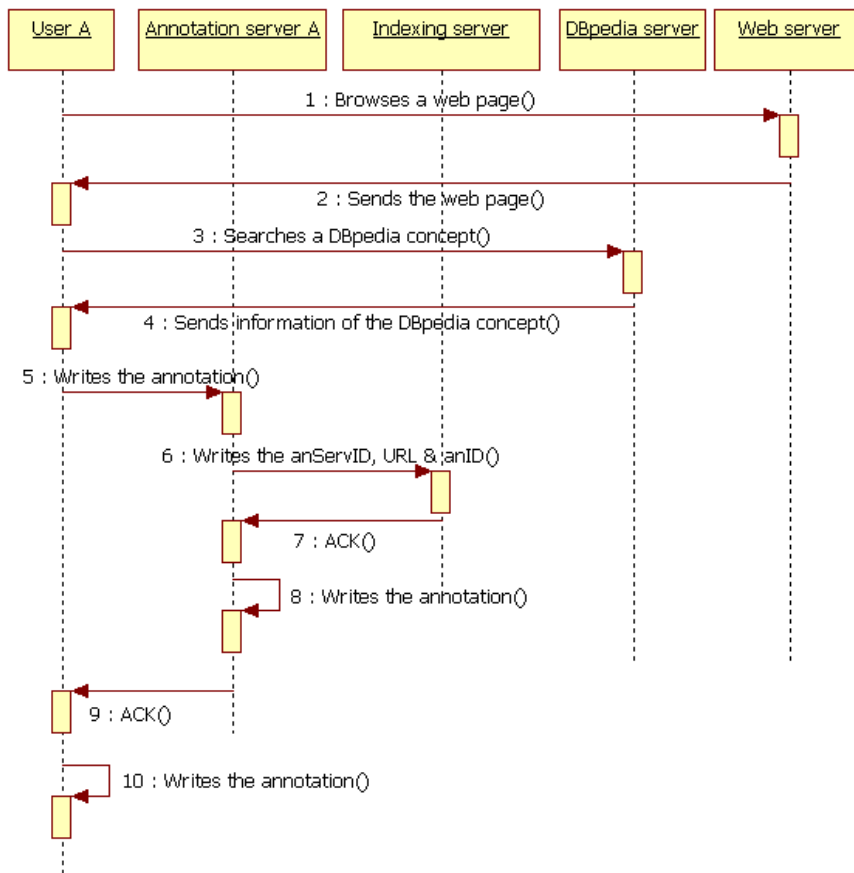 User A
Annotation server A
Indexing server
DBpedia server
Web server
1 : Browses a web page()
2 : Sends the web page()
3 : Searches a DBpedia concept()
4 : Sends information of the DBpedia concept()
5 : Writes the annotation()
6 : Writes the anServID, URL & anID()
7 : ACK()
8 : Writes the annotation()
9 : ACK()
10 : Writes the annotation()